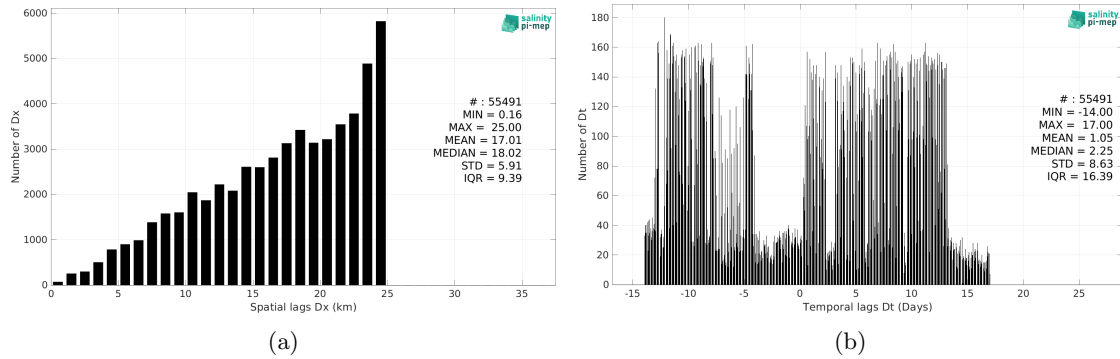 6000
5000
4000
3000
2000
1000
0
Number of Dx
0 5 10 15 20 25 30 35
Spatial lags Dx (km)
salinity
pi-mep
# : 55491
MIN = 0.16
MAX = 25.00
MEAN = 17.01
MEDIAN = 18.02
STD = 5.91
IQR = 9.39
(a)
180
160
140
120
100
80
60
40
20
0
Number of Dt
-15 -10 -5 0 5 10 15 20 25
Temporal lags Dt (Days)
salinity
pi-mep
# : 55491
MIN = -14.00
MAX = 17.00
MEAN = 1.05
MEDIAN = 2.25
STD = 8.63
IQR = 16.39
(b)